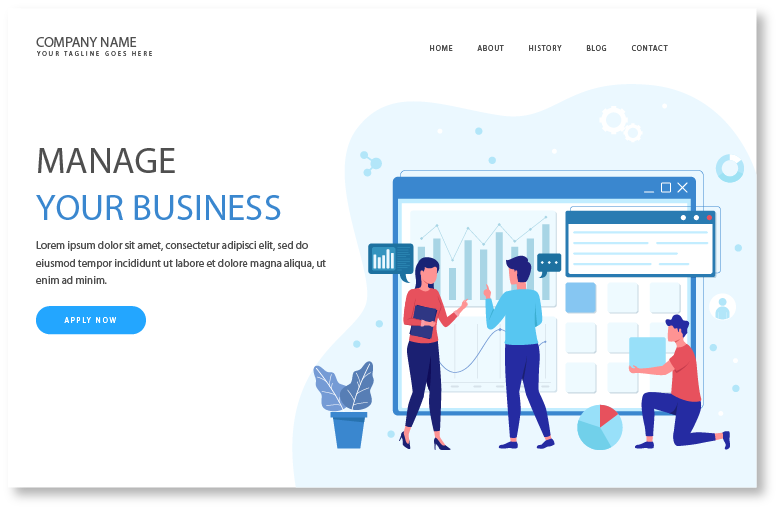 COMPANY NAME
YOUR TAGLINE GOES HERE
HOME ABOUT HISTORY BLOG CONTACT
MANAGE
YOUR BUSINESS
Lorem ipsum dolor sit amet, consectetur adipisci elit, sed do
eiusmod tempor incididunt ut labore et dolore magna aliqua, ut
enim ad minim.
APPLY NOW